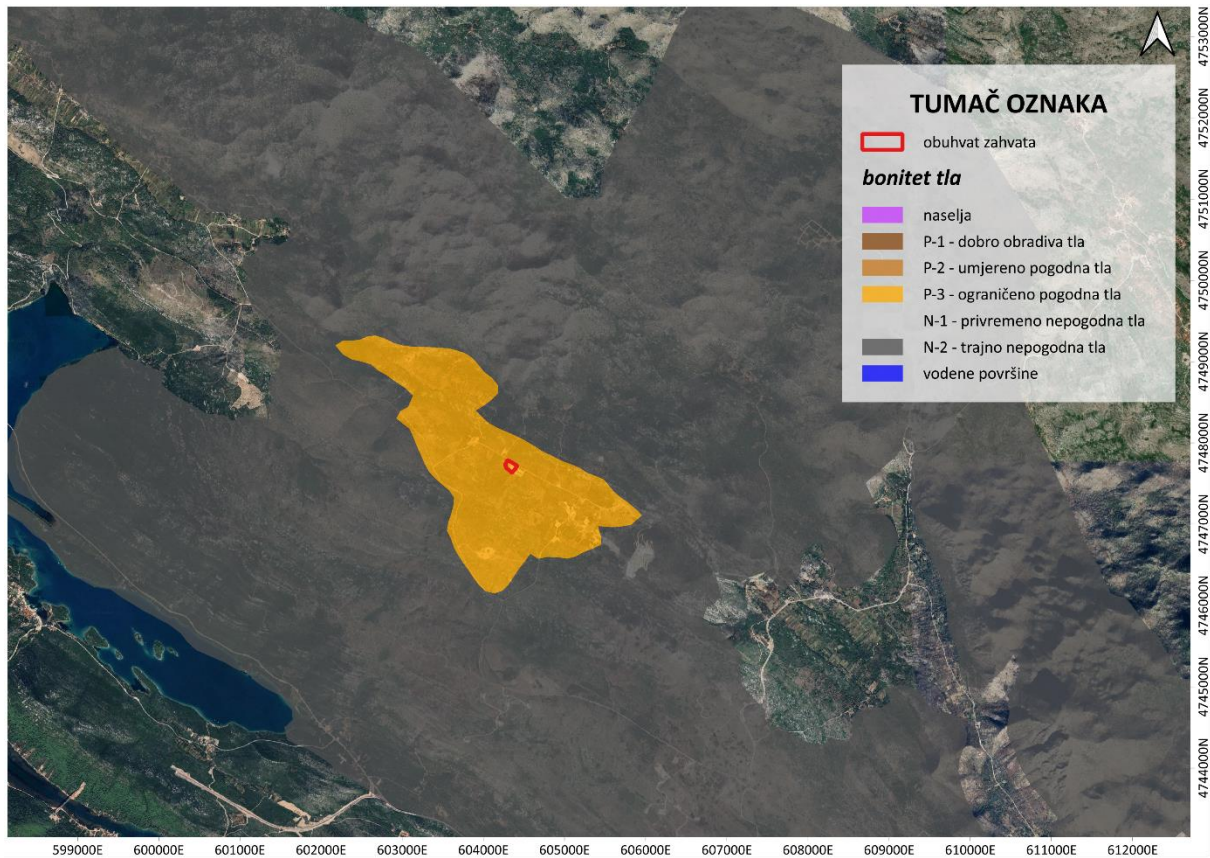 TUMAČ OZNAKA
obuhvat zahvata
bonitet tla
naselja
P-1 - dobro obradiva tla
P-2 - umjereno pogodna tla
P-3 - ograničeno pogodna tla
N-1 - privremeno nepogodna tla
N-2 - trajno nepogodna tla
vodene površine
4753000N
4752000N
4751000N
4750000N
4749000N
4748000N
4747000N
4746000N
4745000N
4744000N
599000E 600000E 601000E 602000E 603000E 604000E 605000E 606000E 607000E 608000E 609000E 610000E 611000E 612000E